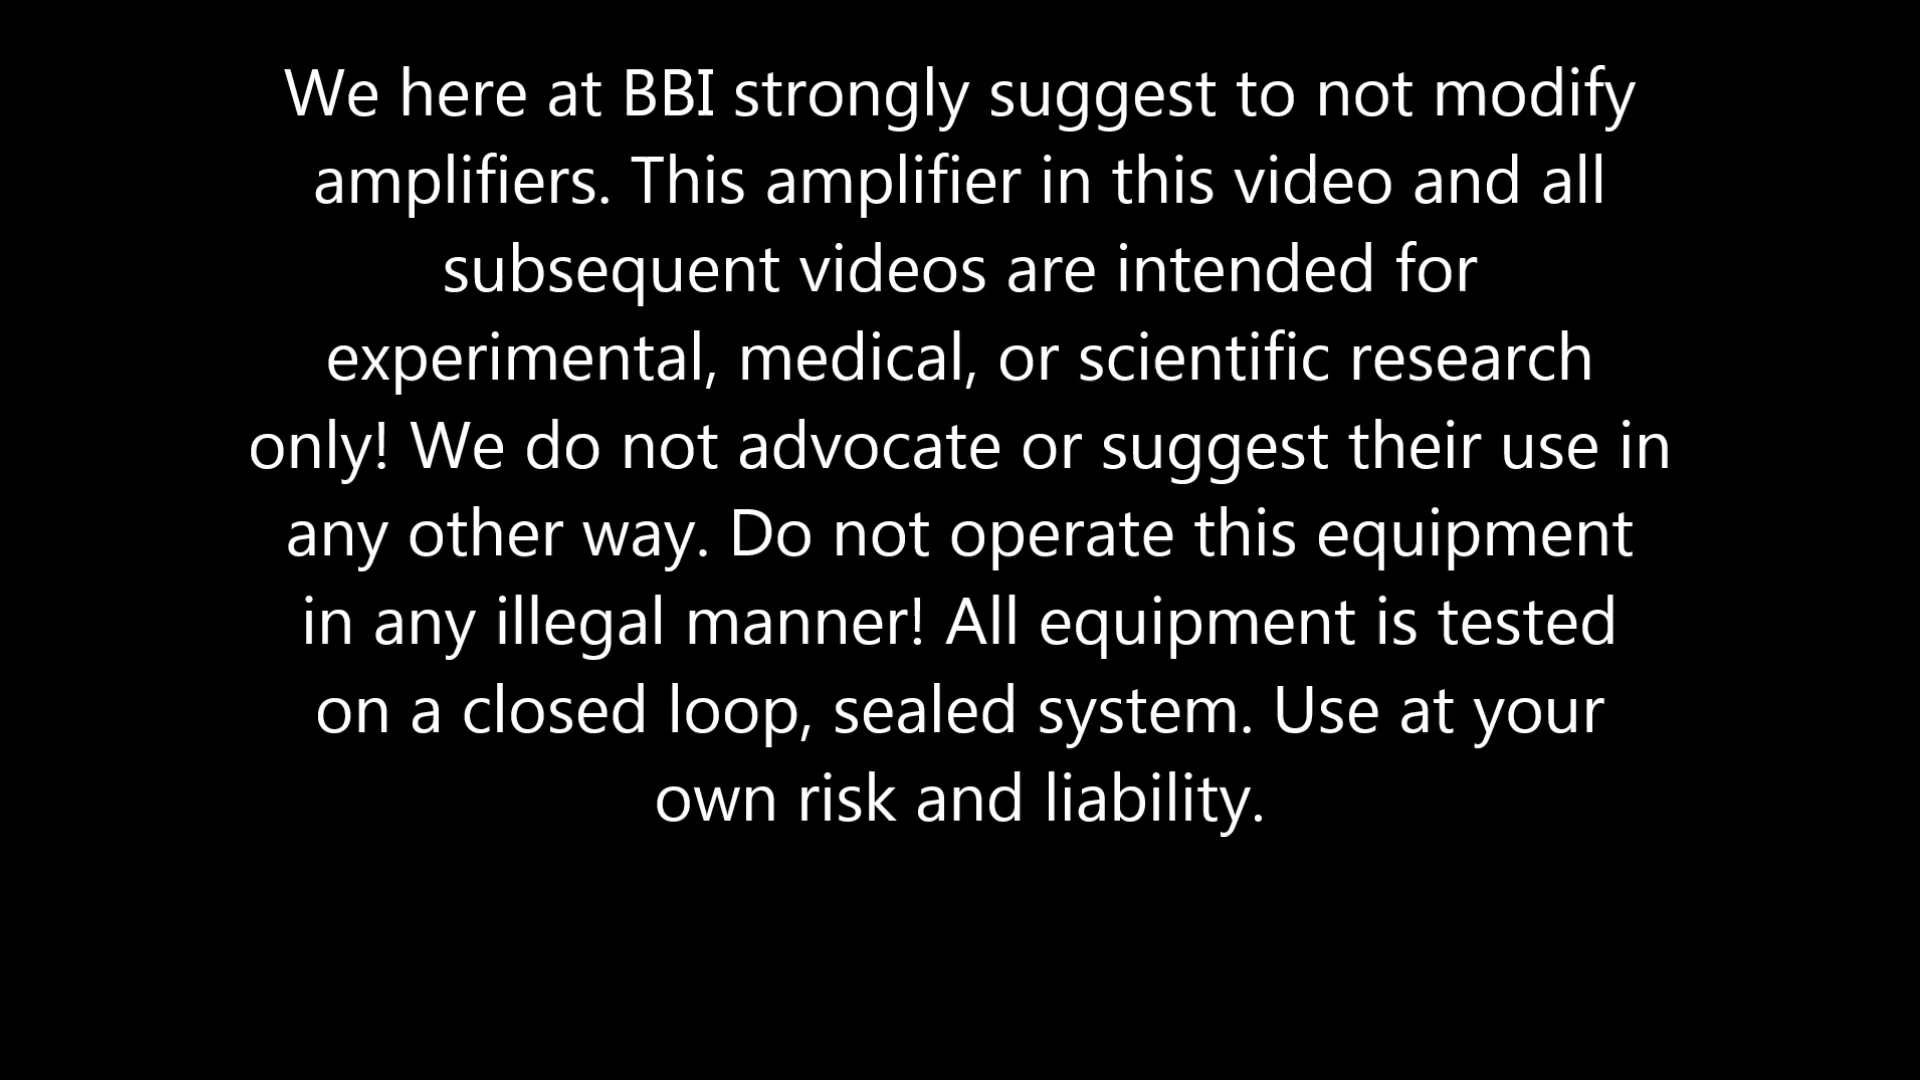 We here at BBI strongly suggest to not modify
amplifiers. This amplifier in this video and all
subsequent videos are intended for
experimental, medical, or scientific research
only! We do not advocate or suggest their use in
any other way. Do not operate this equipment
in any illegal manner! All equipment is tested
on a closed loop, sealed system. Use at your
own risk and liability.